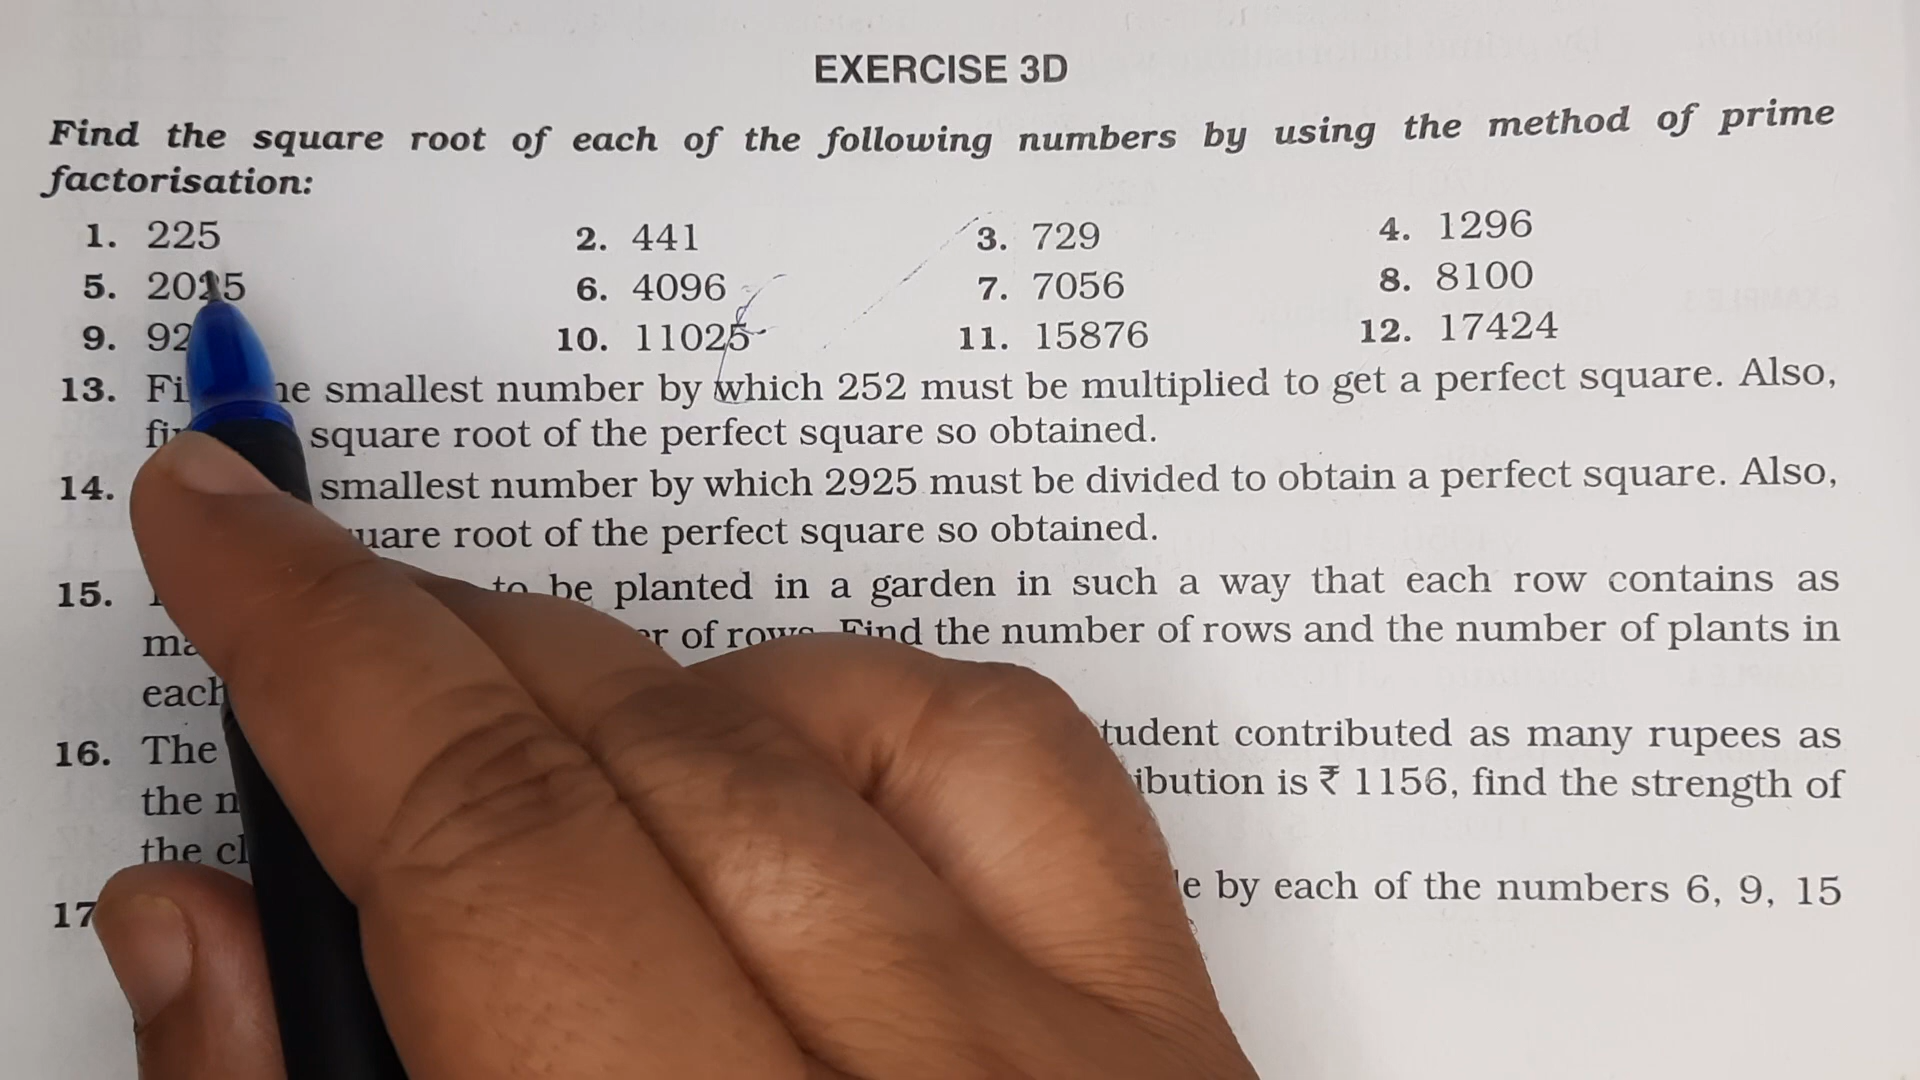 EXERCISE 3D
Find the square root of each of the following numbers by using the method of prime
factorisation:
1. 225 2. 441 3. 729 4. 1296
5. 2025 6. 4096 7. 7056 8. 8100
9. 10. 11025 11. 15876 12. 17424
13. smallest number by which 252 must be multiplied to get a perfect square. Also,
square root of the perfect square so obtained.
14. smallest number by which 2925 must be divided to obtain a perfect square. Also,
root of the perfect square so obtained.
15. to be planted in a garden in such a way that each row contains as
of rows. Find the number of rows and the number of plants in
each
16. The student contributed as many rupees as
the is ₹ 1156, find the strength of
the
17 by each of the numbers 6, 9, 15